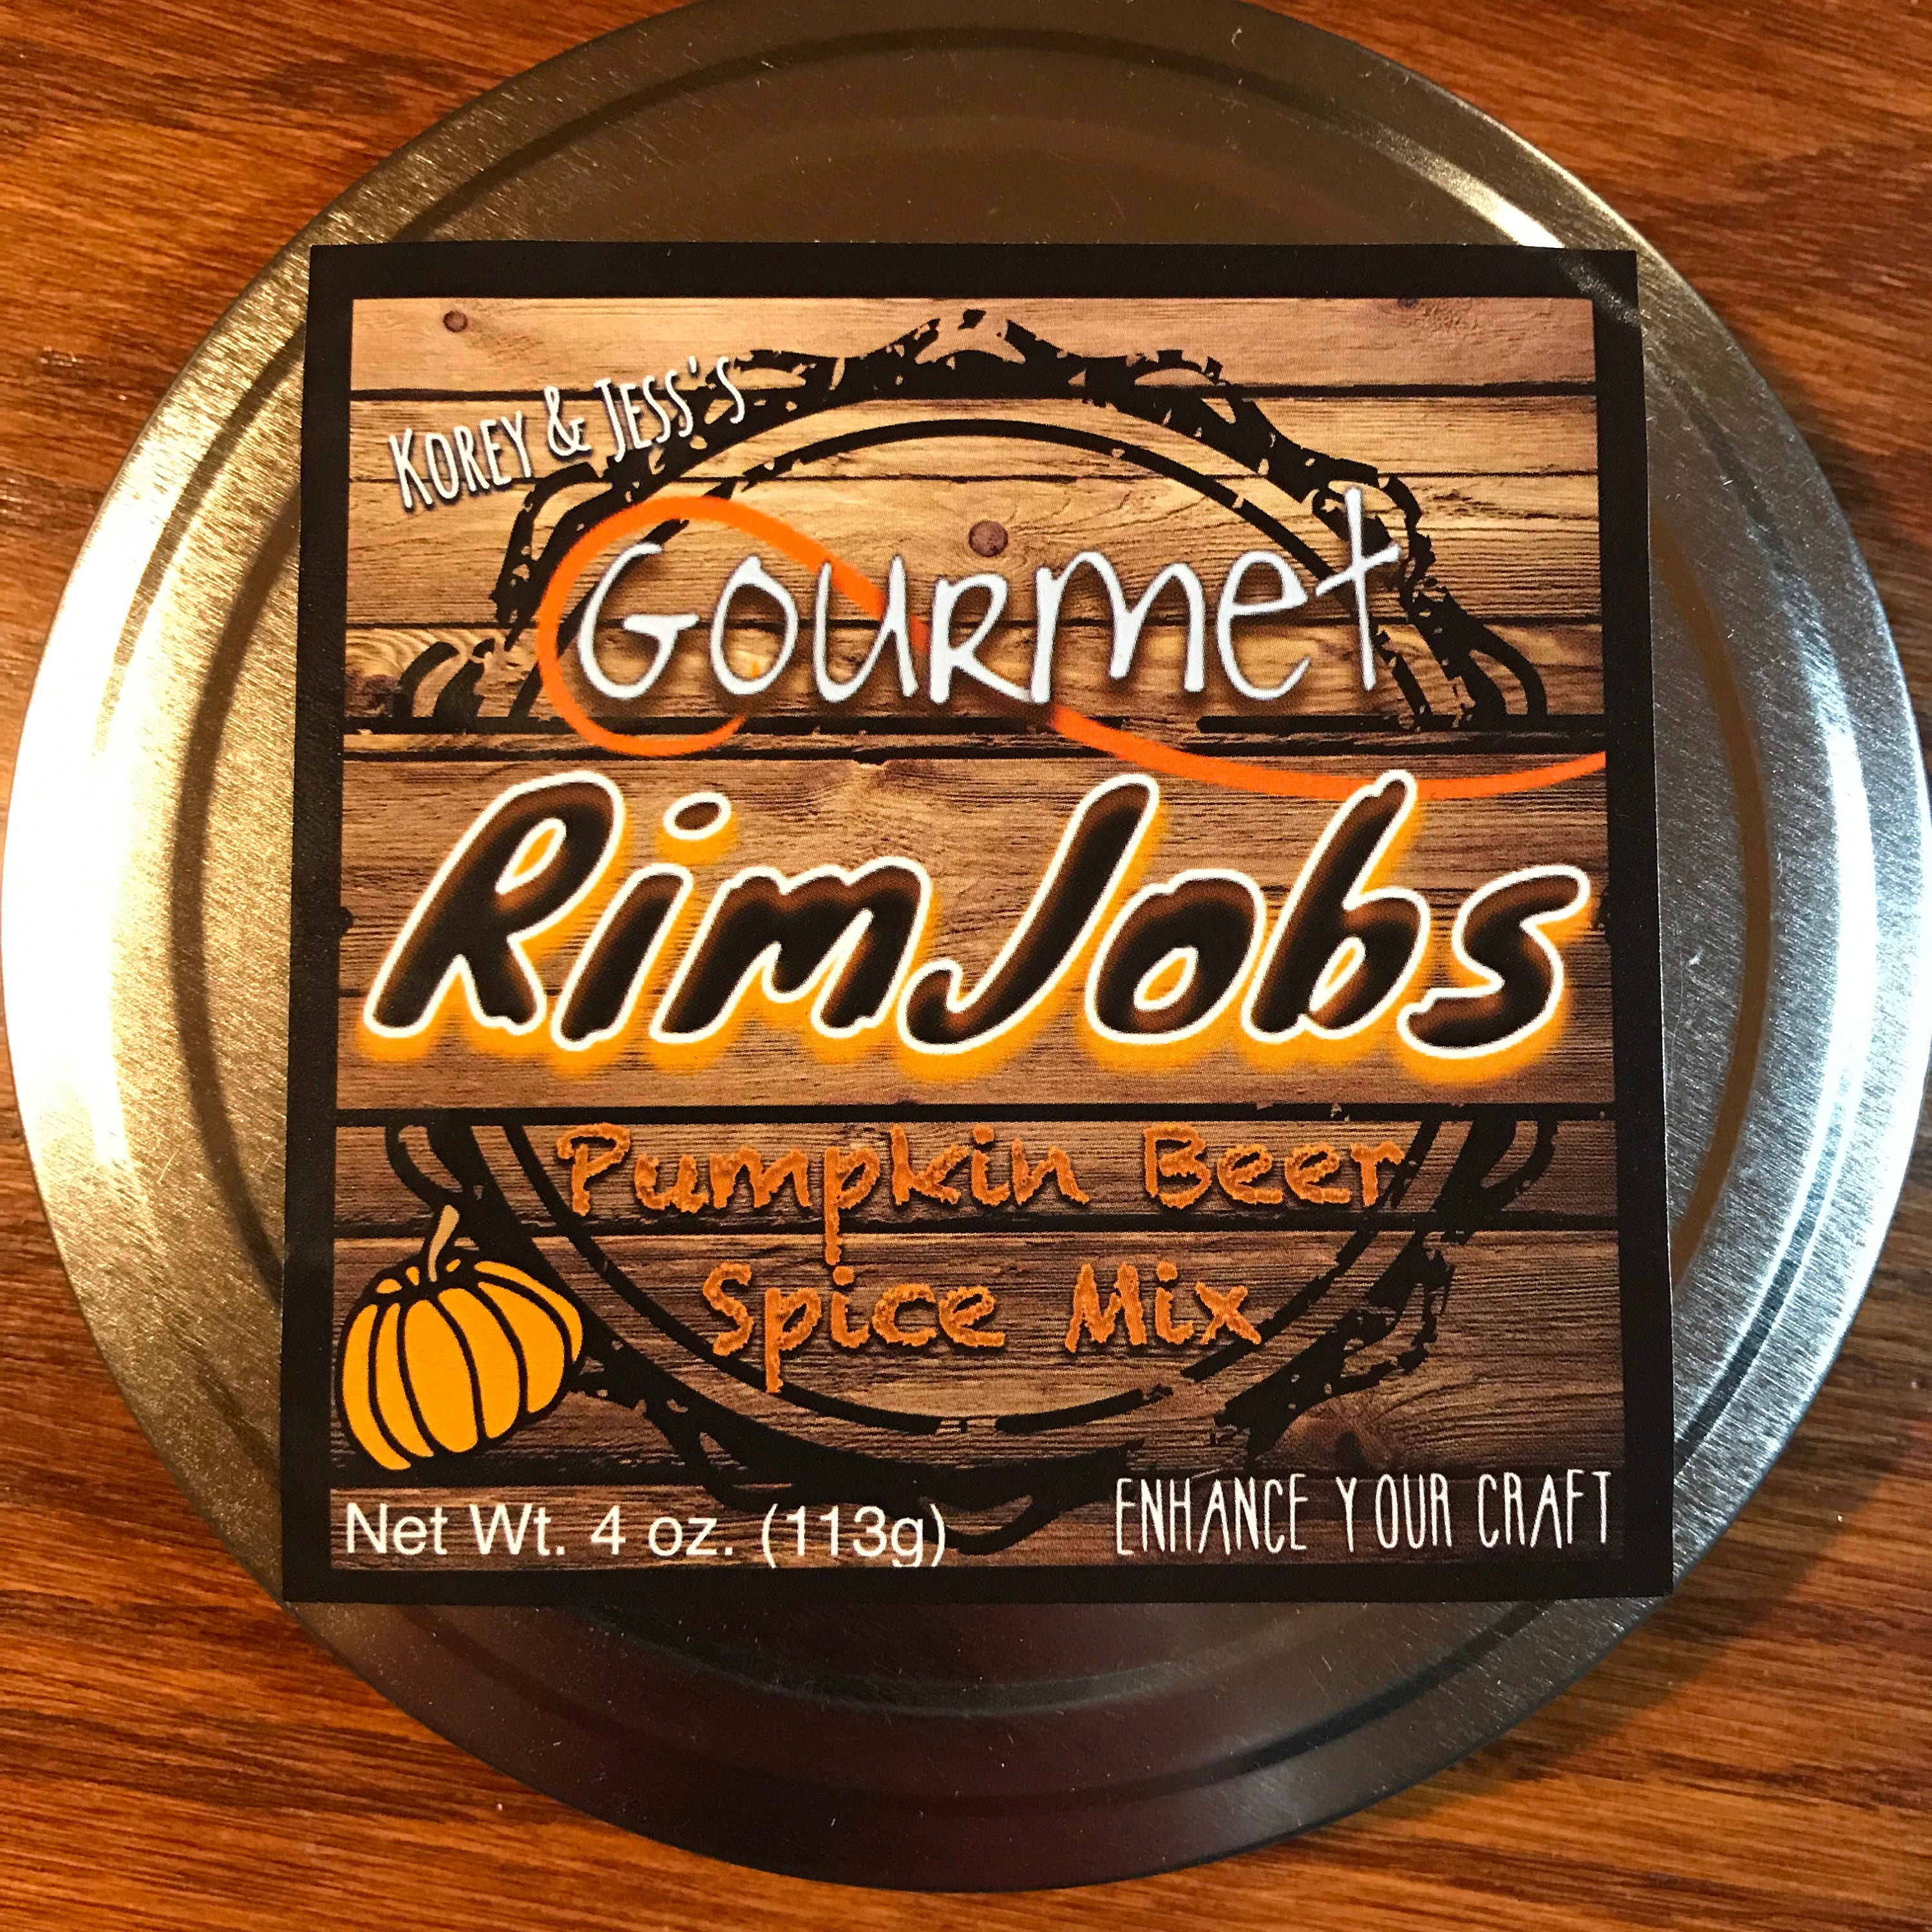 Korey & Jess's
Gourmet
RimJobs
Pumpkin Beer
Spice Mix
Net Wt. 4 oz. (113g)
ENHANCE YOUR CRAFT